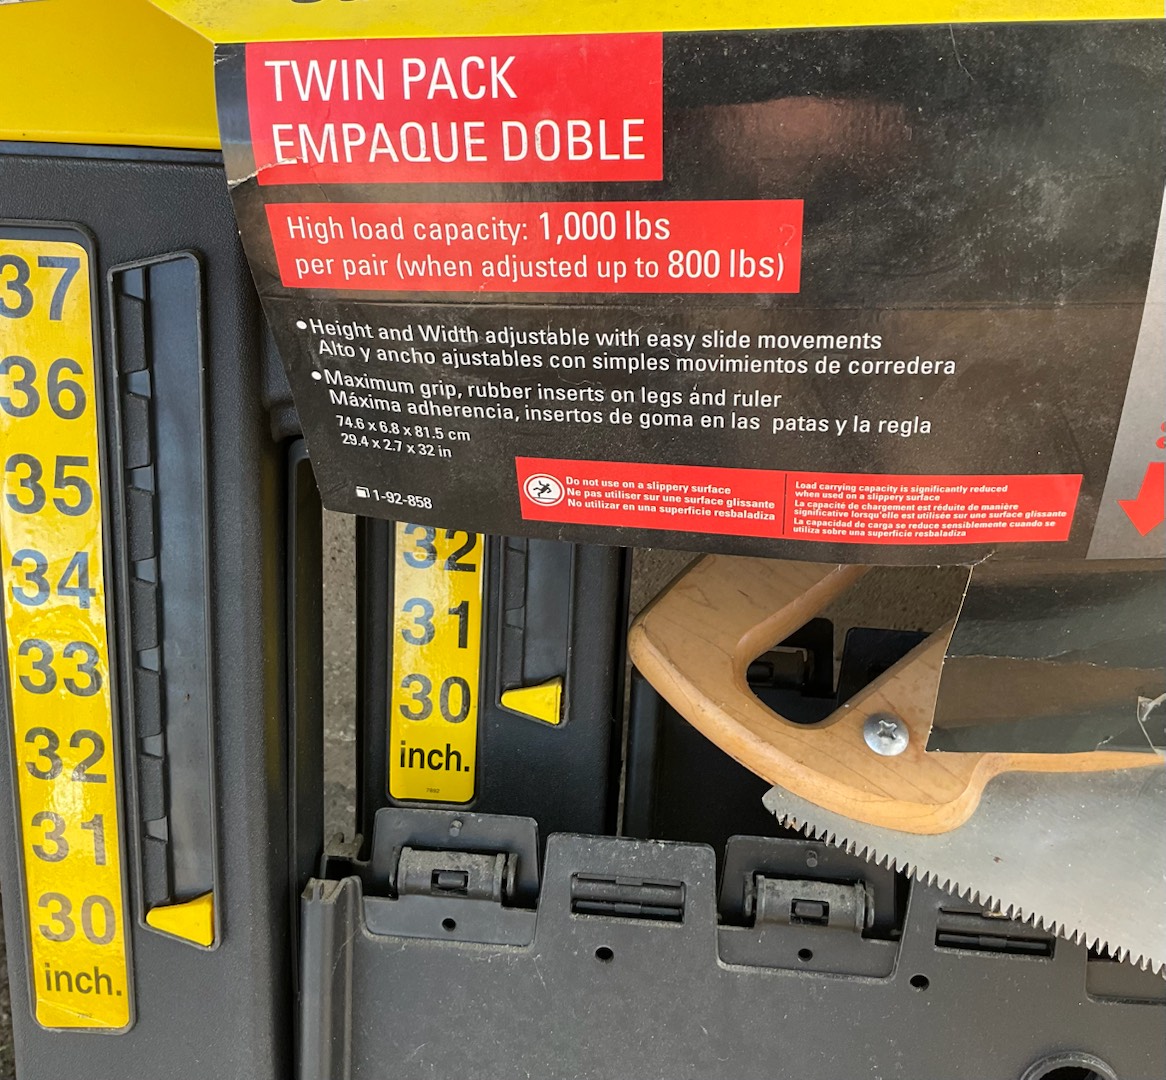 TWIN PACK
EMPAQUE DOBLE
High load capacity: 1,000 lbs
per pair (when adjusted up to 800 lbs)
•Height and Width adjustable with easy slide movements
Alto y ancho ajustables con simples movimientos de corredera
•Maximum grip, rubber inserts on legs and ruler
Máxima adherencia, insertos de goma en las patas y la regla
74.6 x 6.8 x 81.5 cm
29.4 x 2.7 x 32 in
1-92-858
Do not use on a slippery surface
Ne pas utiliser sur une surface glissante
No utilizar en una superficie resbaladiza
Load carrying capacity is significantly reduced
when used on a slippery surface
La capacité de chargement est réduite de manière
significative lorsqu'elle est utilisée sur une surface glissante
La capacidad de carga se reduce sensiblemente cuando se
utiliza sobre una superficie resbaladiza
37
36
35
34
33
32
31
30
inch.
32
31
30
inch.